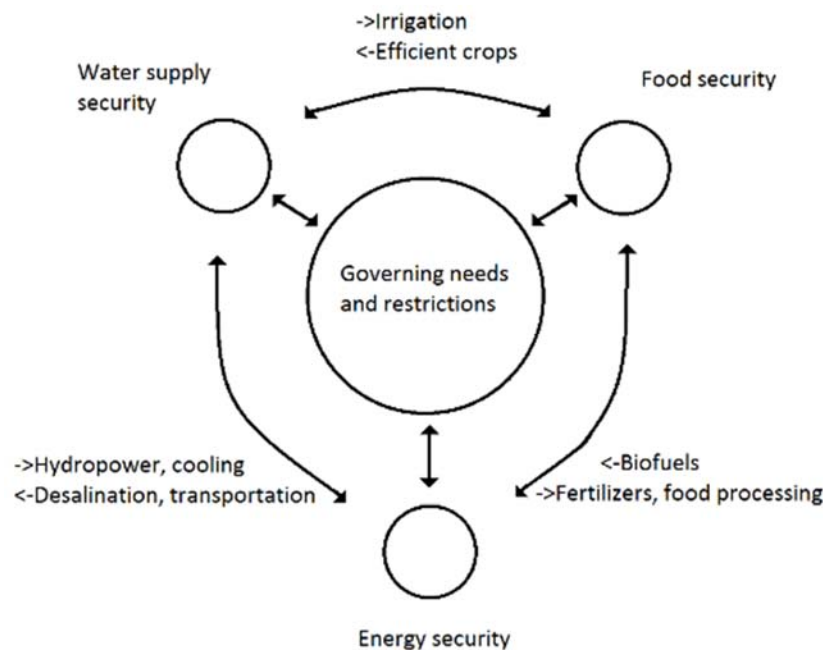 ->Irrigation
<-Efficient crops
Water supply
security
Food security
Governing needs
and restrictions
->Hydropower, cooling
<-Desalination, transportation
<-Biofuels
->Fertilizers, food processing
Energy security